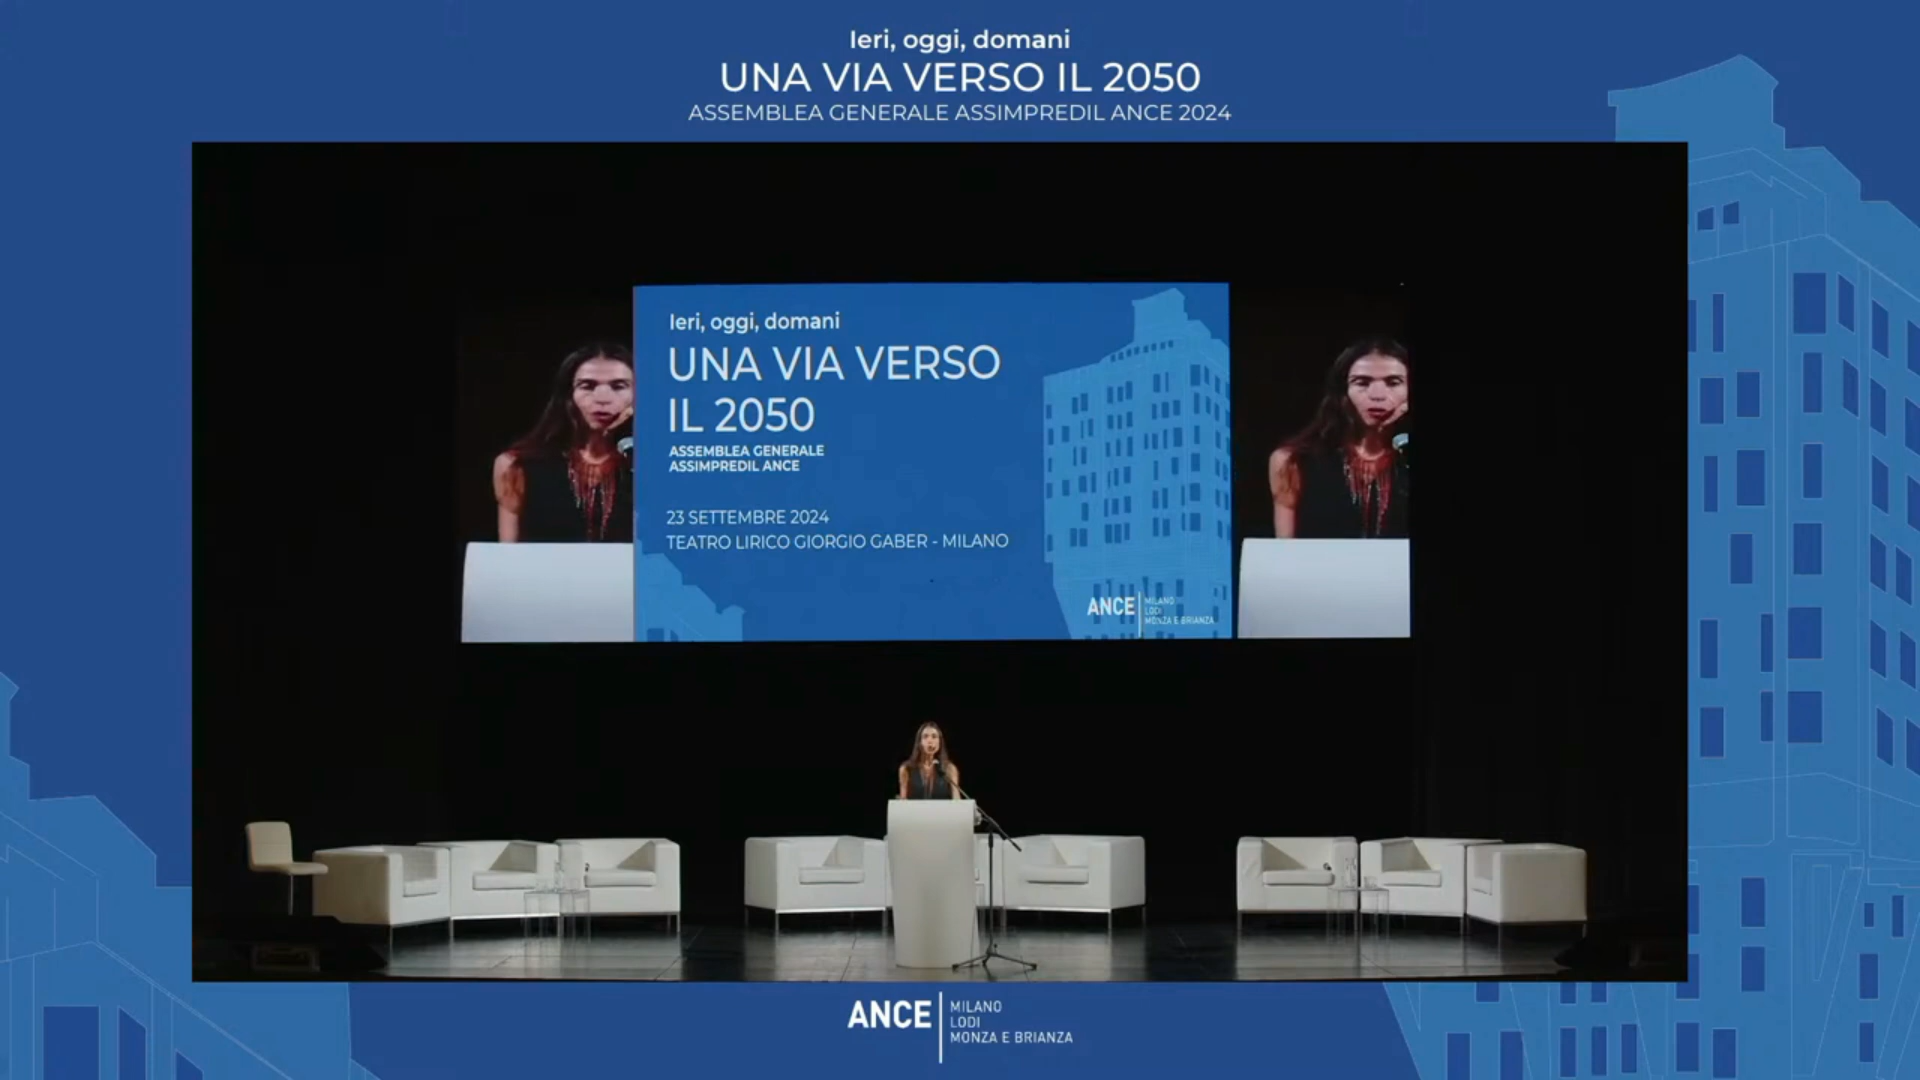 Ieri, oggi, domani
UNA VIA VERSO IL 2050
ASSEMBLEA GENERALE ASSIMPREDIL ANCE 2024
Ieri, oggi, domani
UNA VIA VERSO
IL 2050
ASSEMBLEA GENERALE
ASSIMPREDIL ANCE
23 SETTEMBRE 2024
TEATRO LIRICO GIORGIO GABER - MILANO
ANCE
MILANO
LODI
MONZA E BRIANZA
ANCE
MILANO
LODI
MONZA E BRIANZA